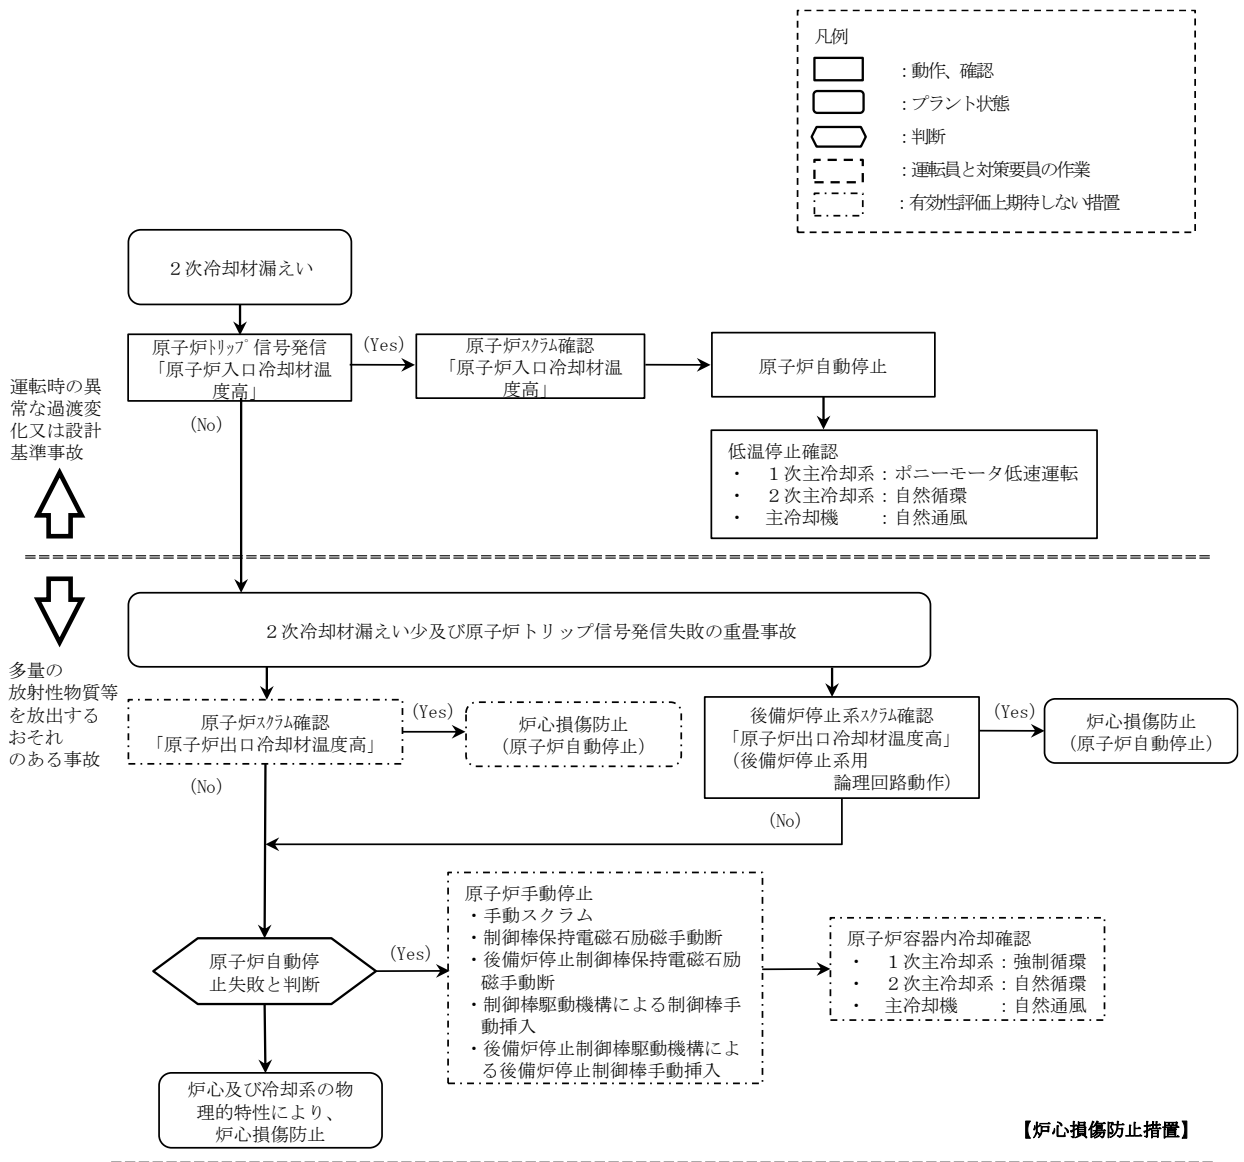 凡例
：動作、確認
：プラント状態
：判断
：運転員と対策要員の作業
：有効性評価上期待しない措置
２次冷却材漏えい
原子炉ﾄﾘｯﾌﾟ信号発信
「原子炉入口冷却材温
度高」
(Yes)
原子炉ｽｸﾗﾑ確認
「原子炉入口冷却材温
度高」
原子炉自動停止
(No)
運転時の異
常な過渡変
化又は設計
基準事故
低温停止確認
・　１次主冷却系：ポニーモータ低速運転
・　２次主冷却系：自然循環
・　主冷却機　　：自然通風
２次冷却材漏えい少及び原子炉トリップ信号発信失敗の重畳事故
多量の
放射性物質等
を放出する
おそれ
のある事故
原子炉ｽｸﾗﾑ確認
「原子炉出口冷却材温度高」
(Yes)
炉心損傷防止
(原子炉自動停止)
後備炉停止系ｽｸﾗﾑ確認
「原子炉出口冷却材温度高」
(後備炉停止系用
論理回路動作)
(Yes)
炉心損傷防止
(原子炉自動停止)
(No)
(No)
原子炉自動停
止失敗と判断
(Yes)
原子炉手動停止
・手動スクラム
・制御棒保持電磁石励磁手動断
・後備炉停止制御棒保持電磁石励
磁手動断
・制御棒駆動機構による制御棒手
動挿入
・後備炉停止制御棒駆動機構によ
る後備炉停止制御棒手動挿入
原子炉容器内冷却確認
・　１次主冷却系：強制循環
・　２次主冷却系：自然循環
・　主冷却機　　：自然通風
炉心及び冷却系の物
理的特性により、
炉心損傷防止
【炉心損傷防止措置】